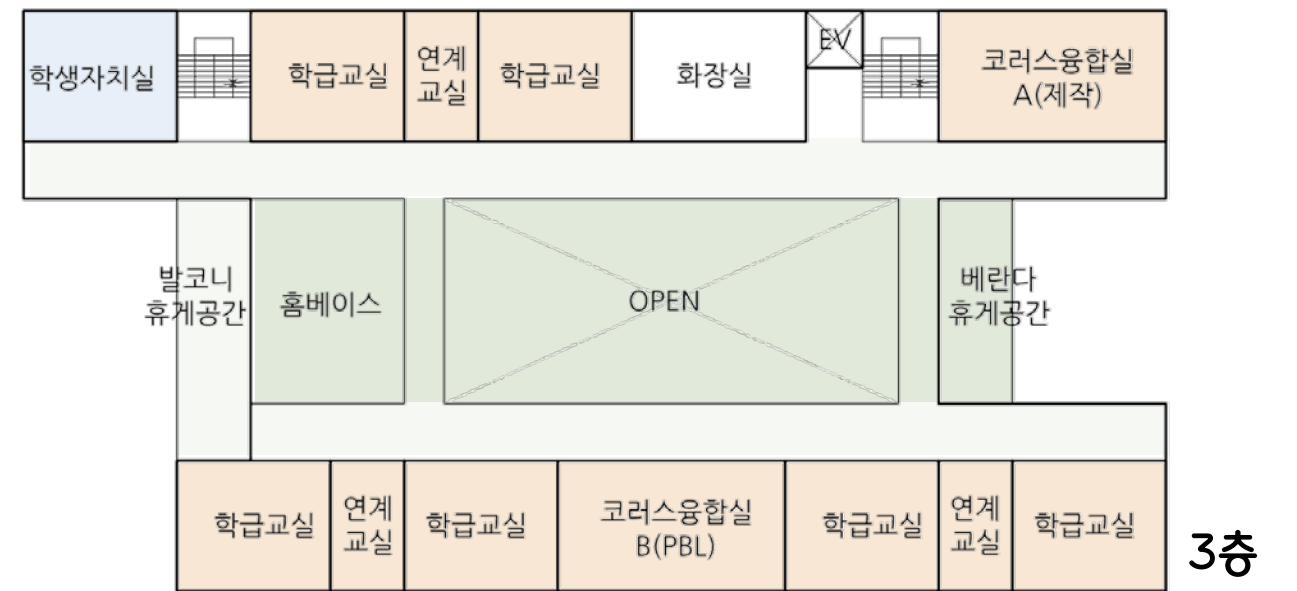 학생자치실
학급교실
연계
교실
학급교실
화장실
EV
코러스융합실
A(제작)
발코니
휴게공간
홈베이스
OPEN
베란다
휴게공간
학급교실
연계
교실
학급교실
코러스융합실
B(PBL)
학급교실
연계
교실
학급교실
3층